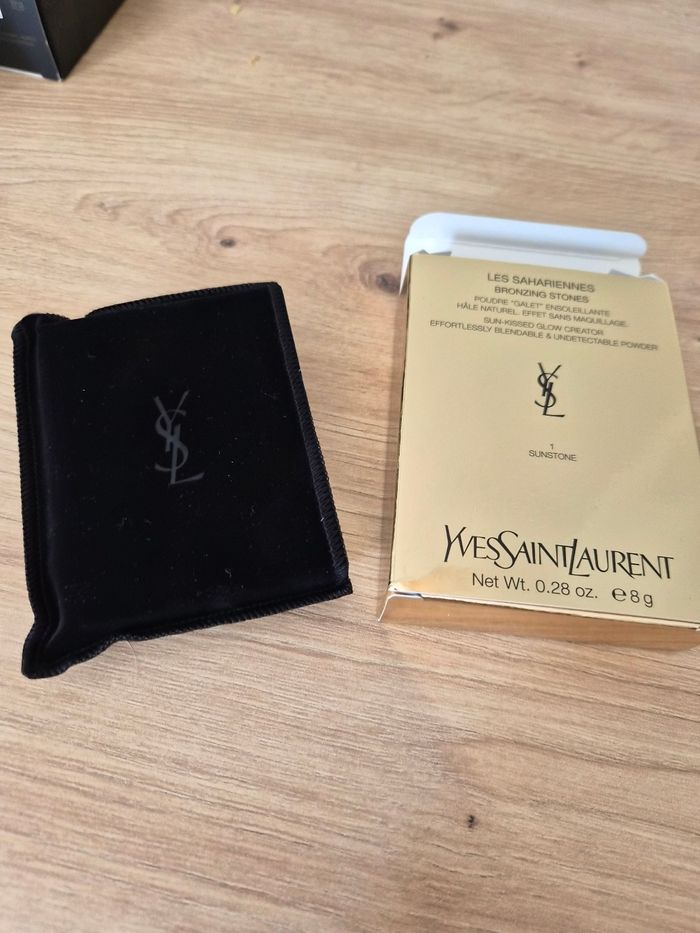 YSL
LES SAHARIENNES
BRONZING STONES
POUDRE "GALET" ENSOLEILLANTE
HÂLE NATUREL. EFFET SANS MAQUILLAGE.
SUN-KISSED GLOW CREATOR
EFFORTLESSLY BLENDABLE & UNDETECTABLE POWDER
YSL
1
SUNSTONE
YVESSAINTLAURENT
Net Wt. 0.28 oz. e 8 g